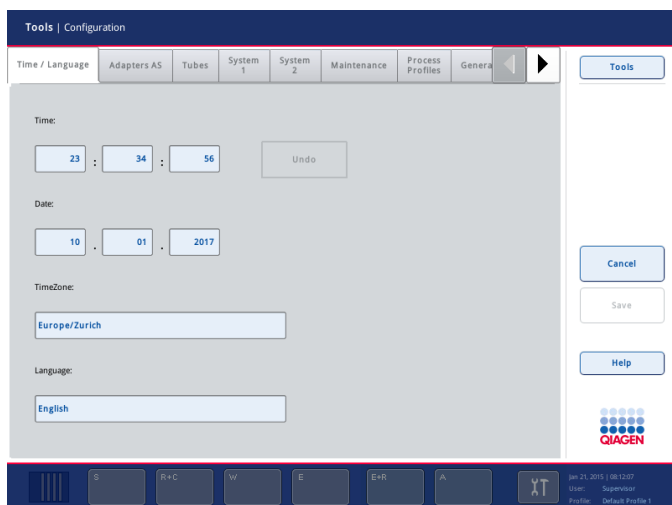 Tools | Configuration
Time / Language
Adapters AS
Tubes
System
1
System
2
Maintenance
Process
Profiles
Genera
Tools
Time:
23 : 34 : 56
Undo
Date:
10 . 01 . 2017
TimeZone:
Europe/Zurich
Language:
English
Cancel
Save
Help
QIAGEN
S
R+C
W
E
E+R
A
Jan 21, 2015 | 08:12:07
User: Supervisor
Profile: Default Profile 1